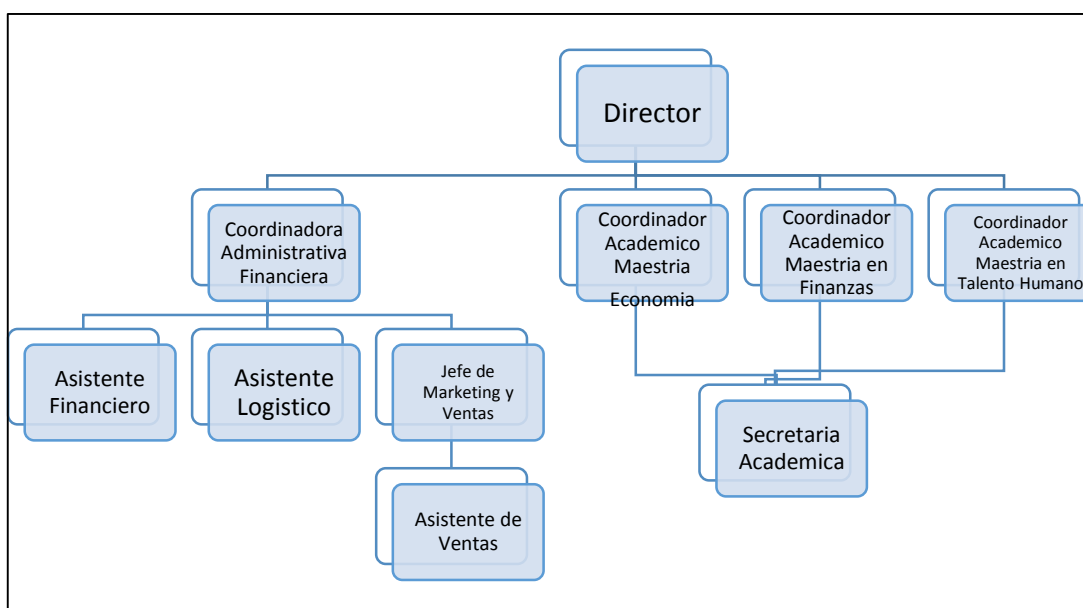 Director
Coordinadora
Administrativa
Financiera
Coordinador
Academico
Maestria
Economia
Coordinador
Academico
Maestria en
Finanzas
Coordinador
Academico
Maestria en
Talento Humano
Asistente
Financiero
Asistente
Logistico
Jefe de
Marketing y
Ventas
Secretaria
Academica
Asistente de
Ventas